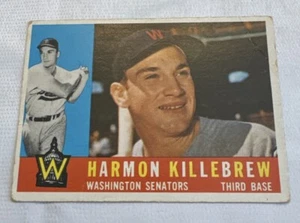 W
W
HARMON KILLEBREW
WASHINGTON SENATORS THIRD BASE